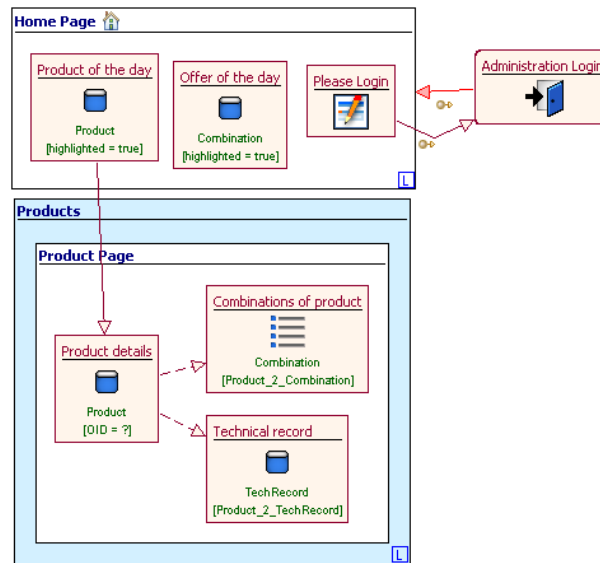 Home Page
Product of the day
Product
[highlighted = true]
Offer of the day
Combination
[highlighted = true]
Please Login
Administration Login
L
Products
Product Page
Product details
Product
[OID = ?]
Combinations of product
Combination
[Product_2_Combination]
Technical record
TechRecord
[Product_2_TechRecord]
L